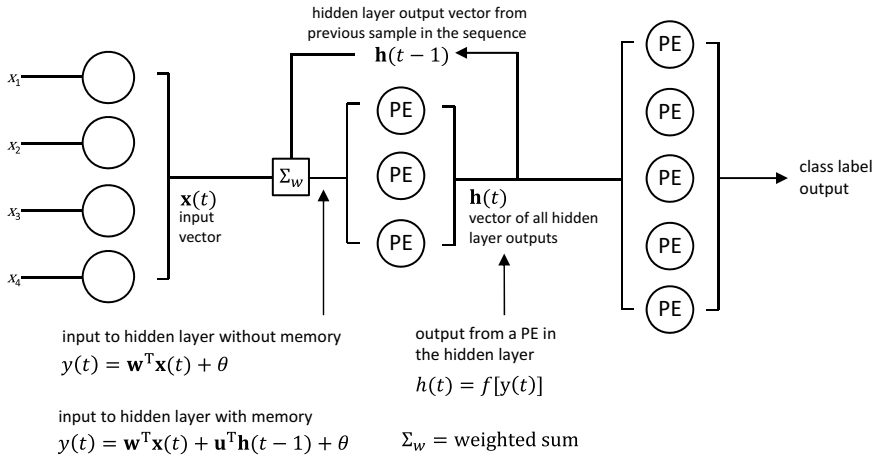 hidden layer output vector from
previous sample in the sequence
h(t − 1)
x₁
x₂
x₃
x₄
x(t)
input
vector
Σ𝑤
PE
PE
PE
h(t)
vector of all hidden
layer outputs
PE
PE
PE
PE
PE
class label
output
input to hidden layer without memory
y(t) = wᵀx(t) + θ
input to hidden layer with memory
y(t) = wᵀx(t) + uᵀh(t − 1) + θ
output from a PE in
the hidden layer
h(t) = f[y(t)]
Σ𝑤 = weighted sum